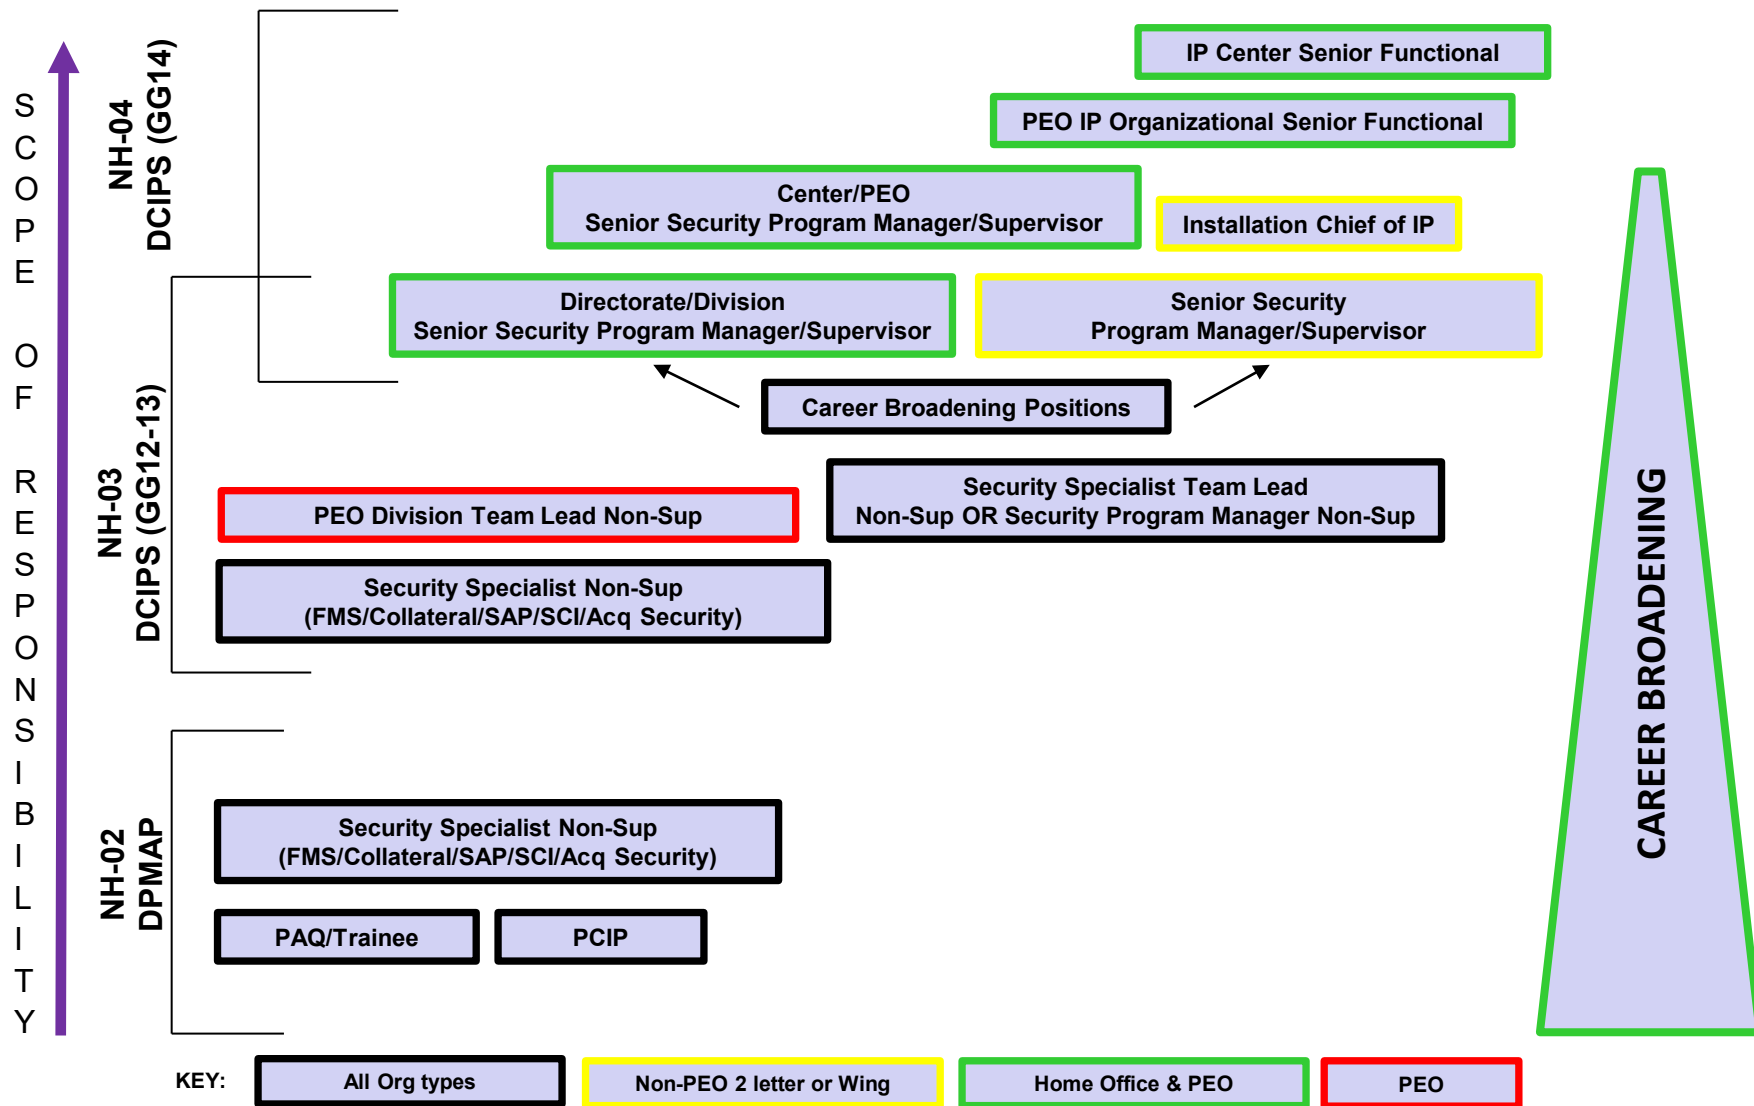 SCOPE OF RESPONSIBILITY
NH-04
DCIPS (GG14)
IP Center Senior Functional
PEO IP Organizational Senior Functional
Center/PEO
Senior Security Program Manager/Supervisor
Installation Chief of IP
NH-03
DCIPS (GG12-13)
Directorate/Division
Senior Security Program Manager/Supervisor
Senior Security
Program Manager/Supervisor
Career Broadening Positions
PEO Division Team Lead Non-Sup
Security Specialist Team Lead
Non-Sup OR Security Program Manager Non-Sup
Security Specialist Non-Sup
(FMS/Collateral/SAP/SCI/Acq Security)
NH-02
DPMAP
Security Specialist Non-Sup
(FMS/Collateral/SAP/SCI/Acq Security)
PAQ/Trainee
PCIP
CAREER BROADENING
KEY:
All Org types
Non-PEO 2 letter or Wing
Home Office & PEO
PEO